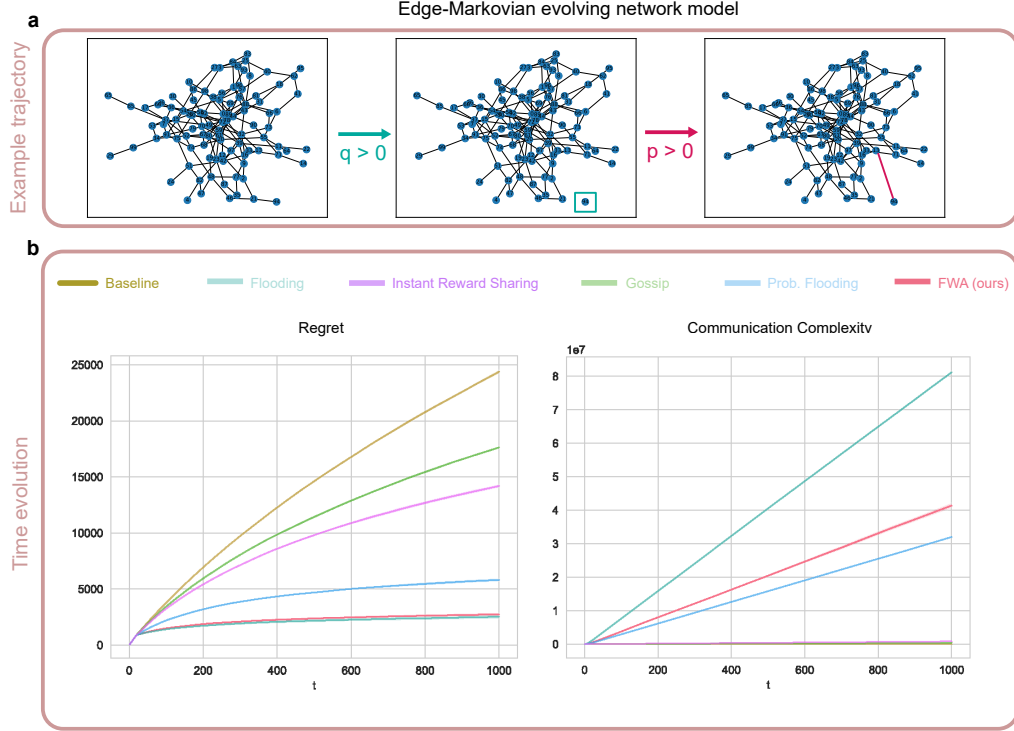 Edge-Markovian evolving network model
a
Example trajectory
q > 0
p > 0
b
Baseline
Flooding
Instant Reward Sharing
Gossip
Prob. Flooding
FWA (ours)
Time evolution
Regret
25000
20000
15000
10000
5000
0
0 200 400 600 800 1000
t
Communication Complexity
1e7
8
7
6
5
4
3
2
1
0
0 200 400 600 800 1000
t